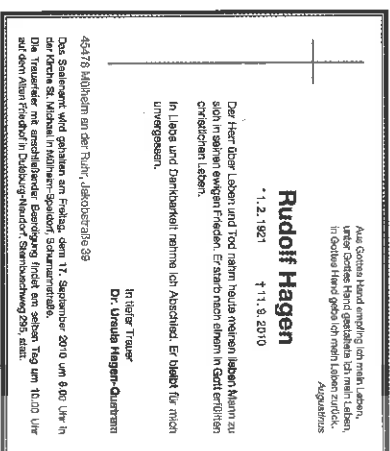 Aus Gottes Hand empfing ich mein Leben,
unter Gottes Hand gestaltete ich mein Leben,
in Gottes Hand gebe ich mein Leben zurück.
Augustinus
Rudolf Hagen
* 1. 2. 1921 † 11. 9. 2010
Der Herr über Leben und Tod nahm heute meinen lieben Mann zu
sich in seinen ewigen Frieden. Er starb nach einem in Gott erfüllten
christlichen Leben.
In Liebe und Dankbarkeit nehme ich Abschied. Er bleibt für mich
unvergessen.
In tiefer Trauer
Dr. Ursula Hagen-Quatram
45478 Mülheim an der Ruhr, Jakobstraße 39
Das Seelenamt wird gehalten am Freitag, dem 17. September 2010 um 8.00 Uhr in
der Kirche St. Michael in Mülheim-Speldorf, Schumannstraße.
Die Trauerfeier mit anschließender Beerdigung findet am selben Tag um 10.00 Uhr
auf dem Alten Friedhof in Duisburg-Neudorf, Sternbuschweg 295, statt.